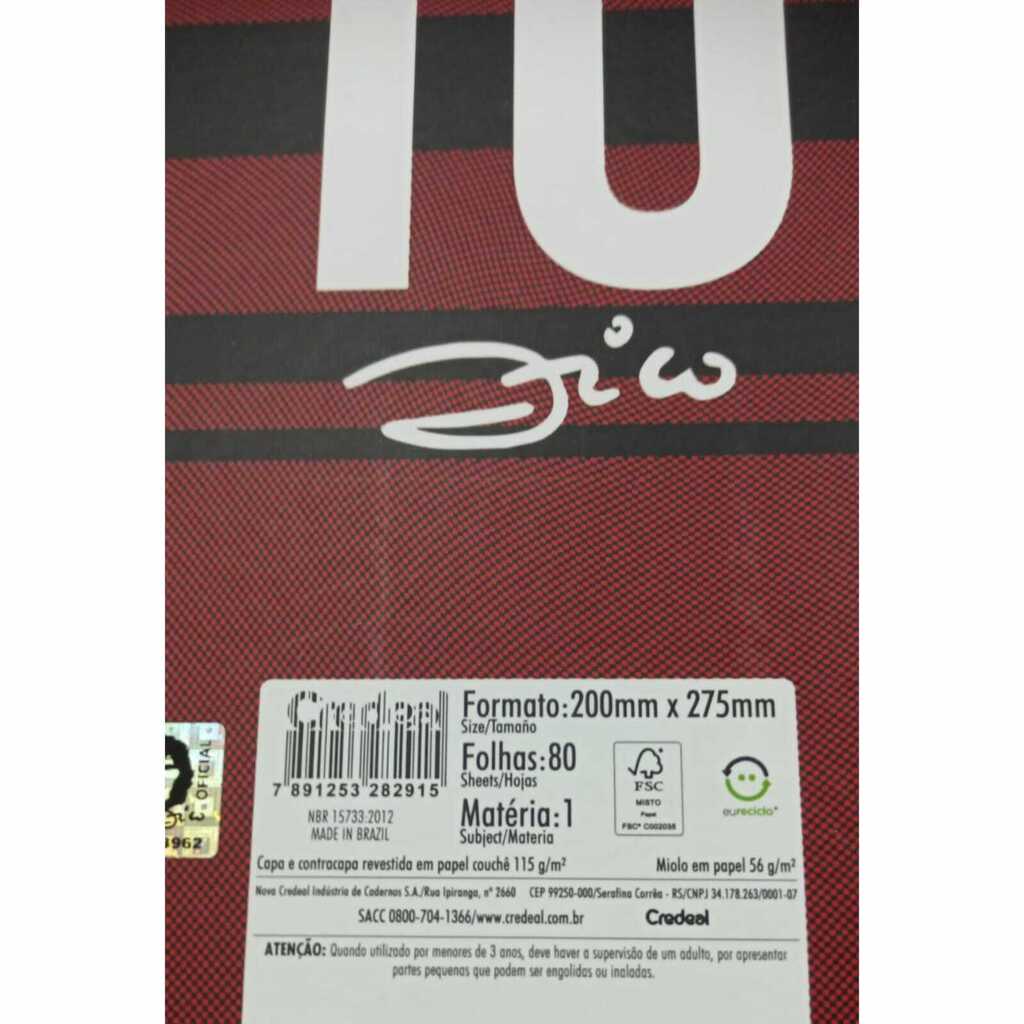 10
Zico
Credeal
Formato:200mm x 275mm
Size/Tamaño
Folhas:80
Sheets/Hojas
Matéria:1
Subject/Materia
7 891253 282915
NBR 15733:2012
MADE IN BRAZIL
FSC
MISTO
Papel
FSC® C002035
eureciclo®
OFICIAL
3962
Capa e contracapa revestida em papel couchê 115 g/m²
Miolo em papel 56 g/m²
Nova Credeal Indústria de Cadernos S.A./Rua Ipiranga, nº 2660 CEP 99250-000/Serafina Corrêa - RS/CNPJ 34.178.263/0001-07
SACC 0800-704-1366/www.credeal.com.br
Credeal
ATENÇÃO: Quando utilizado por menores de 3 anos, deve haver a supervisão de um adulto, por apresentar
partes pequenas que podem ser engolidas ou inaladas.